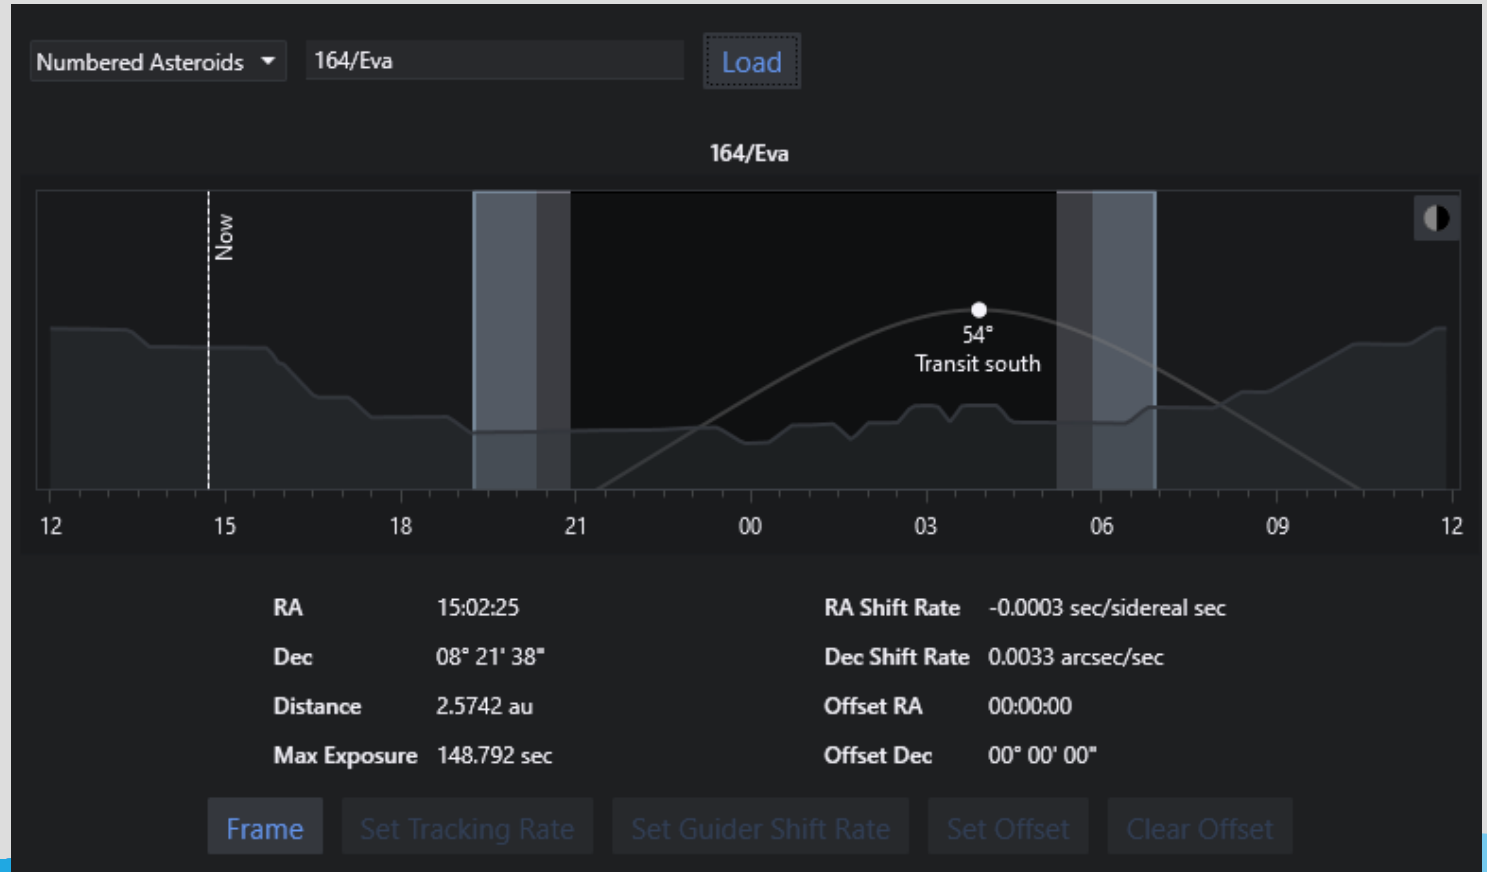 Numbered Asteroids 164/Eva Load
164/Eva
Now
54°
Transit south
12 15 18 21 00 03 06 09 12
RA 15:02:25 RA Shift Rate -0.0003 sec/sidereal sec
Dec 08° 21' 38" Dec Shift Rate 0.0033 arcsec/sec
Distance 2.5742 au Offset RA 00:00:00
Max Exposure 148.792 sec Offset Dec 00° 00' 00"
Frame Set Tracking Rate Set Guider Shift Rate Set Offset Clear Offset